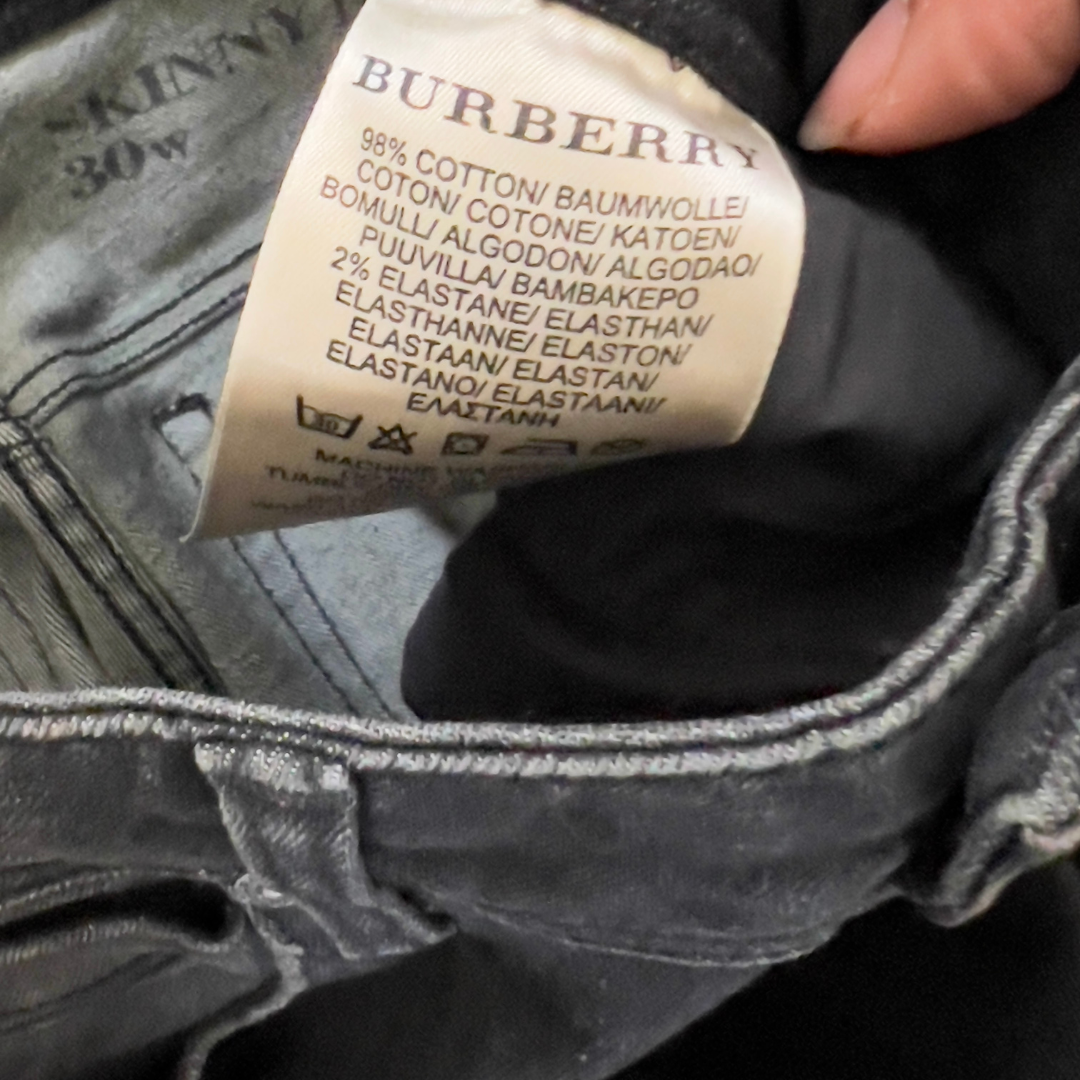 SKINNY
30W
BURBERRY
98% COTTON/ BAUMWOLLE/
COTON/ COTONE/ KATOEN/
BOMULL/ ALGODON/ ALGODAO/
PUUVILLA/ BAMBAKEPO
2% ELASTANE/ ELASTHAN/
ELASTHANNE/ ELASTON/
ELASTAAN/ ELASTAN/
ELASTANO/ ELASTAANI/
ΕΛΑΣΤΑΝΗ
30
MACHINE